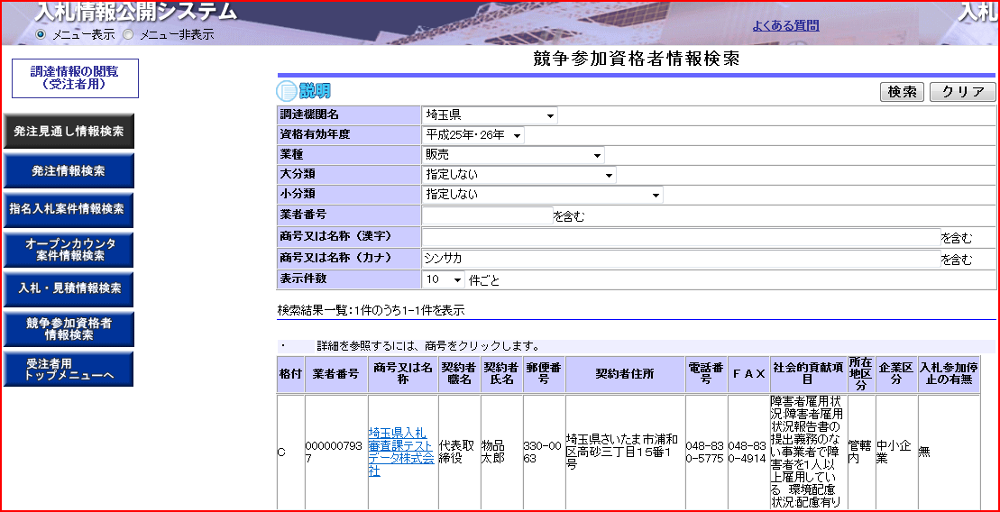 入札情報公開システム
入札
メニュー表示 メニュー非表示
よくある質問
調達情報の閲覧
（受注者用）
発注見通し情報検索
発注情報検索
指名入札案件情報検索
オープンカウンタ
案件情報検索
入札・見積情報検索
競争参加資格者
情報検索
受注者用
トップメニューへ
競争参加資格者情報検索
説明
検索 クリア
調達機関名 埼玉県
資格有効年度 平成25年・26年
業種 販売
大分類 指定しない
小分類 指定しない
業者番号 を含む
商号又は名称（漢字） を含む
商号又は名称（カナ） シンサカ を含む
表示件数 10 件ごと
検索結果一覧：1件のうち1-1件を表示
・ 詳細を参照するには、商号をクリックします。
格付
業者番号
商号又は名
称
契約者
職名
契約者
氏名
郵便番
号
契約者住所
電話番
号
ＦＡＸ
社会的貢献項
目
所在
地区
分
企業区
分
入札参加停
止の有無
C
000000793
7
埼玉県入札
審査課テスト
データ株式会
社
代表取
締役
物品
太郎
330-00
63
埼玉県さいたま市浦和
区高砂三丁目15番1
号
048-83
0-5775
048-83
0-4914
障害者雇用状
況:障害者雇用
状況報告書の
提出義務のな
い事業者で障
害者を1人以
上雇用してい
る 環境配慮
状況:配慮有り
管轄
内
中小企
業
無